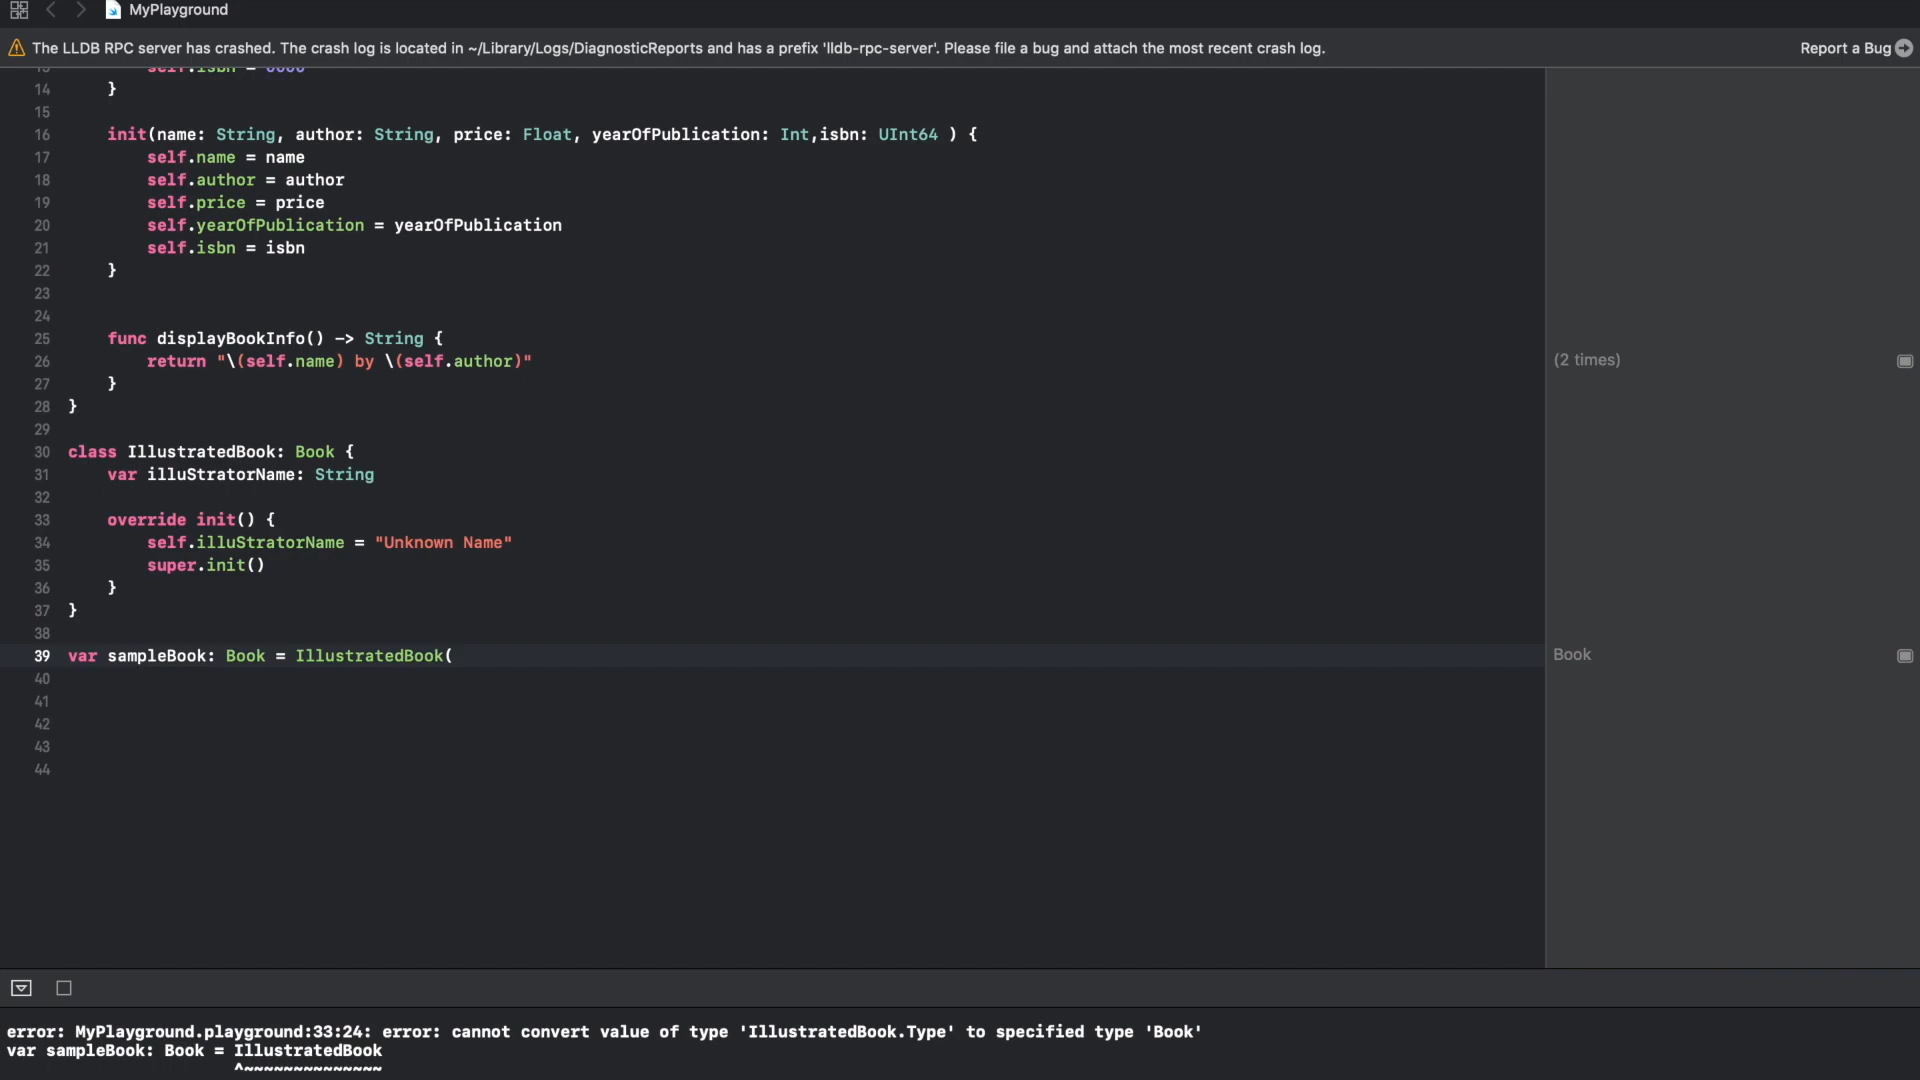 MyPlayground
The LLDB RPC server has crashed. The crash log is located in ~/Library/Logs/DiagnosticReports and has a prefix 'lldb-rpc-server'. Please file a bug and attach the most recent crash log.
Report a Bug
13 self.isbn = 0000
14 }
15
16 init(name: String, author: String, price: Float, yearOfPublication: Int,isbn: UInt64 ) {
17 self.name = name
18 self.author = author
19 self.price = price
20 self.yearOfPublication = yearOfPublication
21 self.isbn = isbn
22 }
23
24
25 func displayBookInfo() -> String {
26 return "\(self.name) by \(self.author)"
(2 times)
27 }
28 }
29
30 class IllustratedBook: Book {
31 var illuStratorName: String
32
33 override init() {
34 self.illuStratorName = "Unknown Name"
35 super.init()
36 }
37 }
38
39 var sampleBook: Book = IllustratedBook(
Book
40
41
42
43
44
error: MyPlayground.playground:33:24: error: cannot convert value of type 'IllustratedBook.Type' to specified type 'Book'
var sampleBook: Book = IllustratedBook
^~~~~~~~~~~~~~~